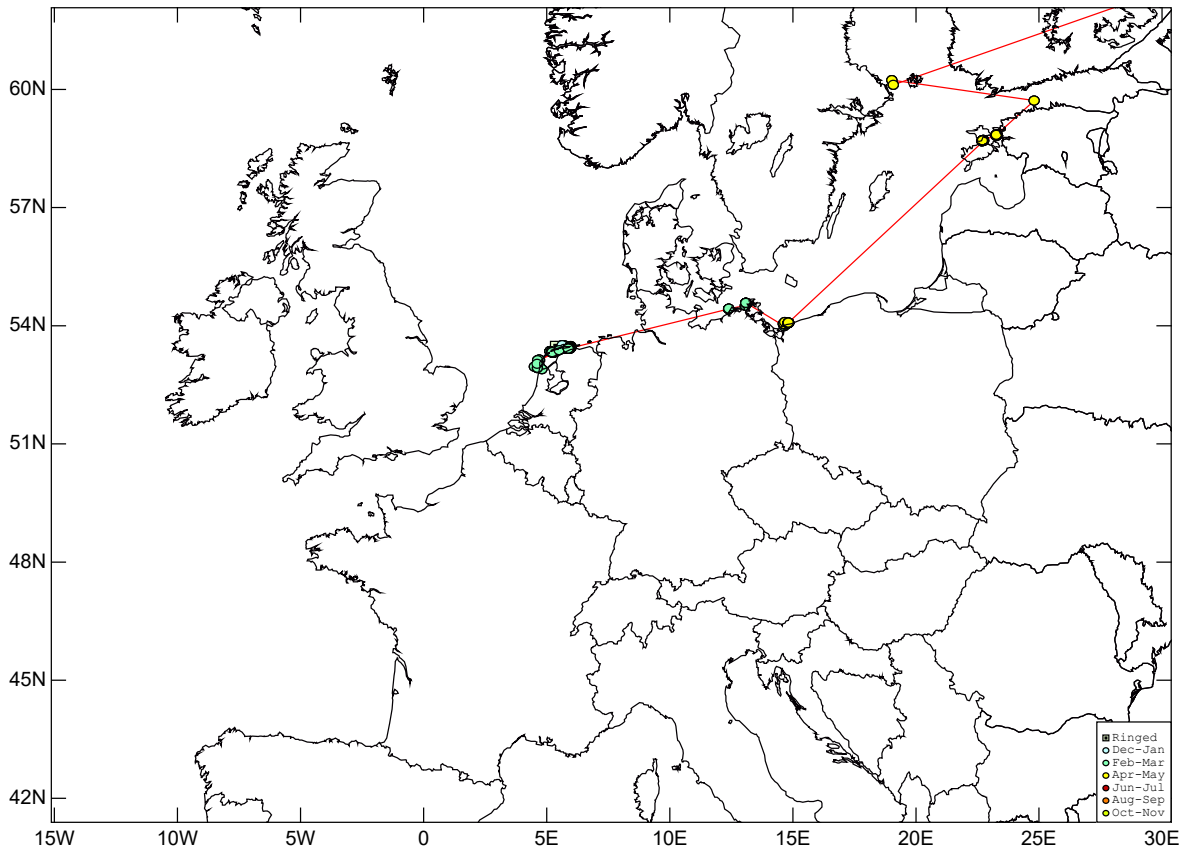 60N
57N
54N
51N
48N
45N
42N
Ringed
Dec-Jan
Feb-Mar
Apr-May
Jun-Jul
Aug-Sep
Oct-Nov
15W 10W 5W 0 5E 10E 15E 20E 25E 30E